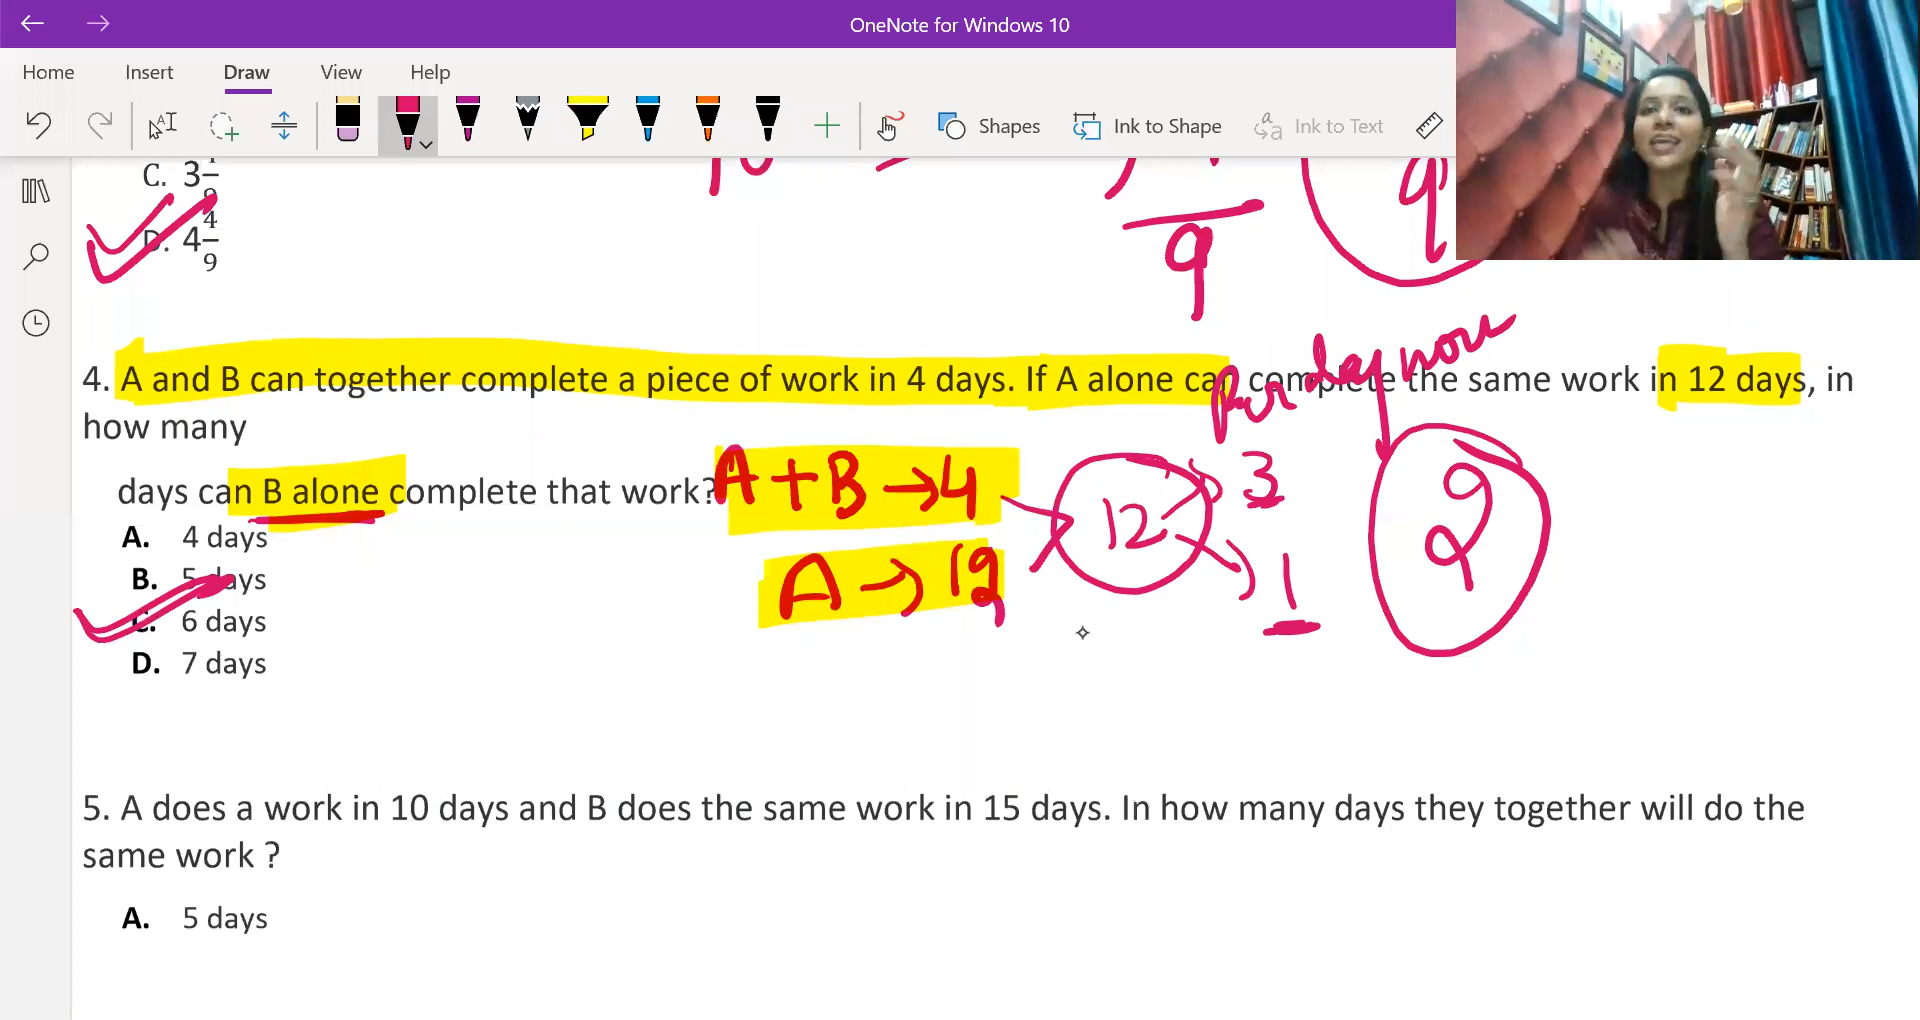 OneNote for Windows 10
Home Insert Draw View Help
Shapes Ink to Shape Ink to Text
C. 3
D. 4 4/9
10 =
9
9
4. A and B can together complete a piece of work in 4 days. If A alone can complete the same work in 12 days, in
how many
per day work
days can B alone complete that work?
A+B → 4
12
3
2
A. 4 days
A → 12
1
B. 5 days
C. 6 days
D. 7 days
5. A does a work in 10 days and B does the same work in 15 days. In how many days they together will do the
same work ?
A. 5 days